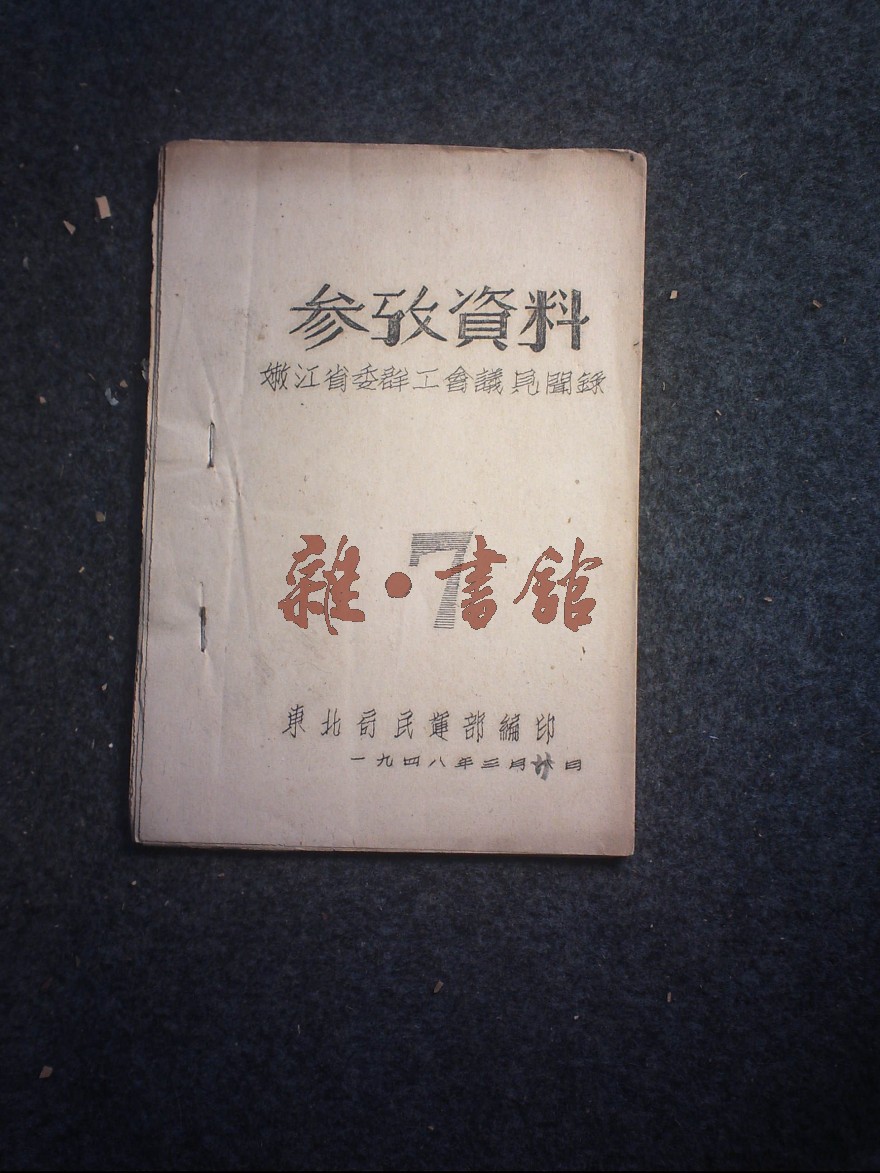 参攷資料
嫩江省委群工會議見聞錄
7
雜·書館
東北局民運部編印
一九四八年三月廿日